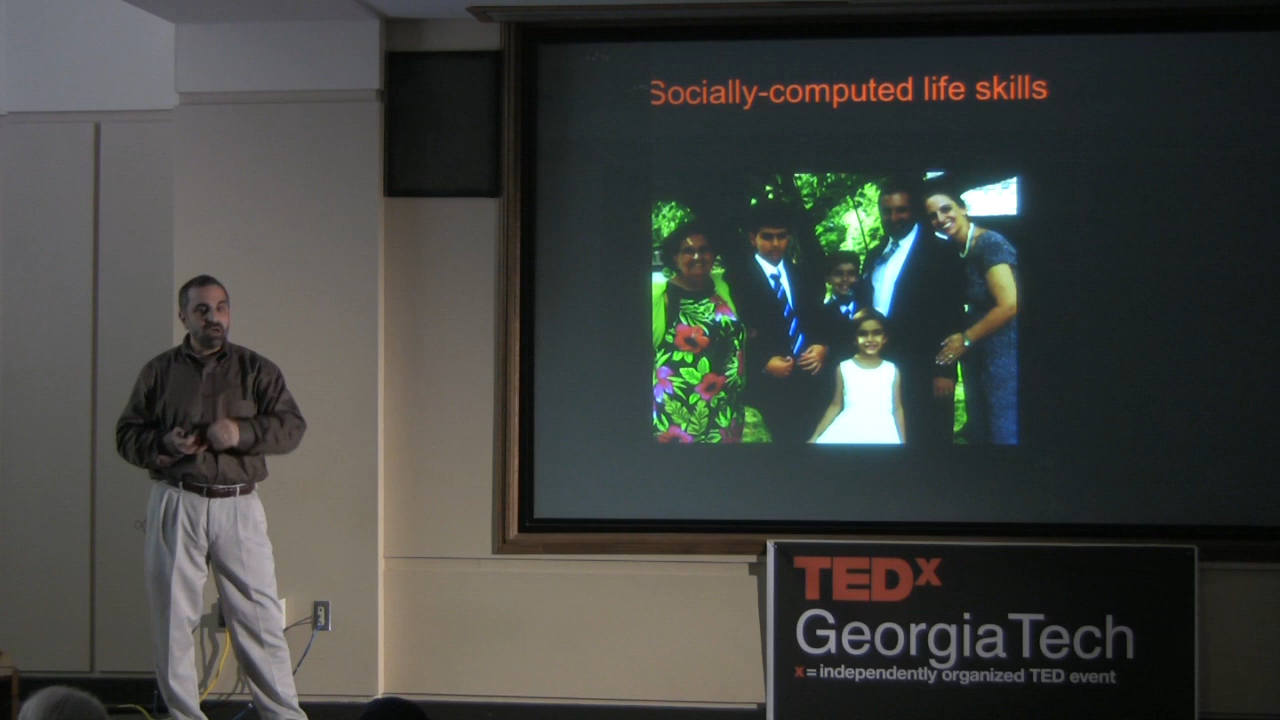 Socially-computed life skills
TEDx
GeorgiaTech
x=independently organized TED event